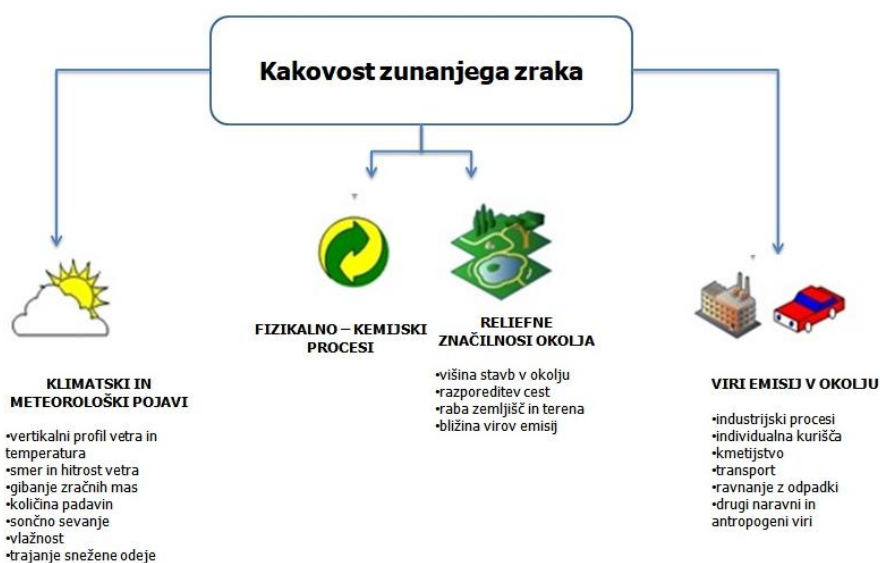 Kakovost zunanjega zraka
KLIMATSKI IN
METEOROLOŠKI POJAVI
•vertikalni profil vetra in
temperatura
•smer in hitrost vetra
•gibanje zračnih mas
•količina padavin
•sončno sevanje
•vlažnost
•trajanje snežene odeje
FIZIKALNO – KEMIJSKI
PROCESI
RELIEFNE
ZNAČILNOSTI OKOLJA
•višina stavb v okolju
•razporeditev cest
•raba zemljišč in terena
•bližina virov emisij
VIRI EMISIJ V OKOLJU
•industrijski procesi
•individualna kurišča
•kmetijstvo
•transport
•ravnanje z odpadki
•drugi naravni in
antropogeni viri